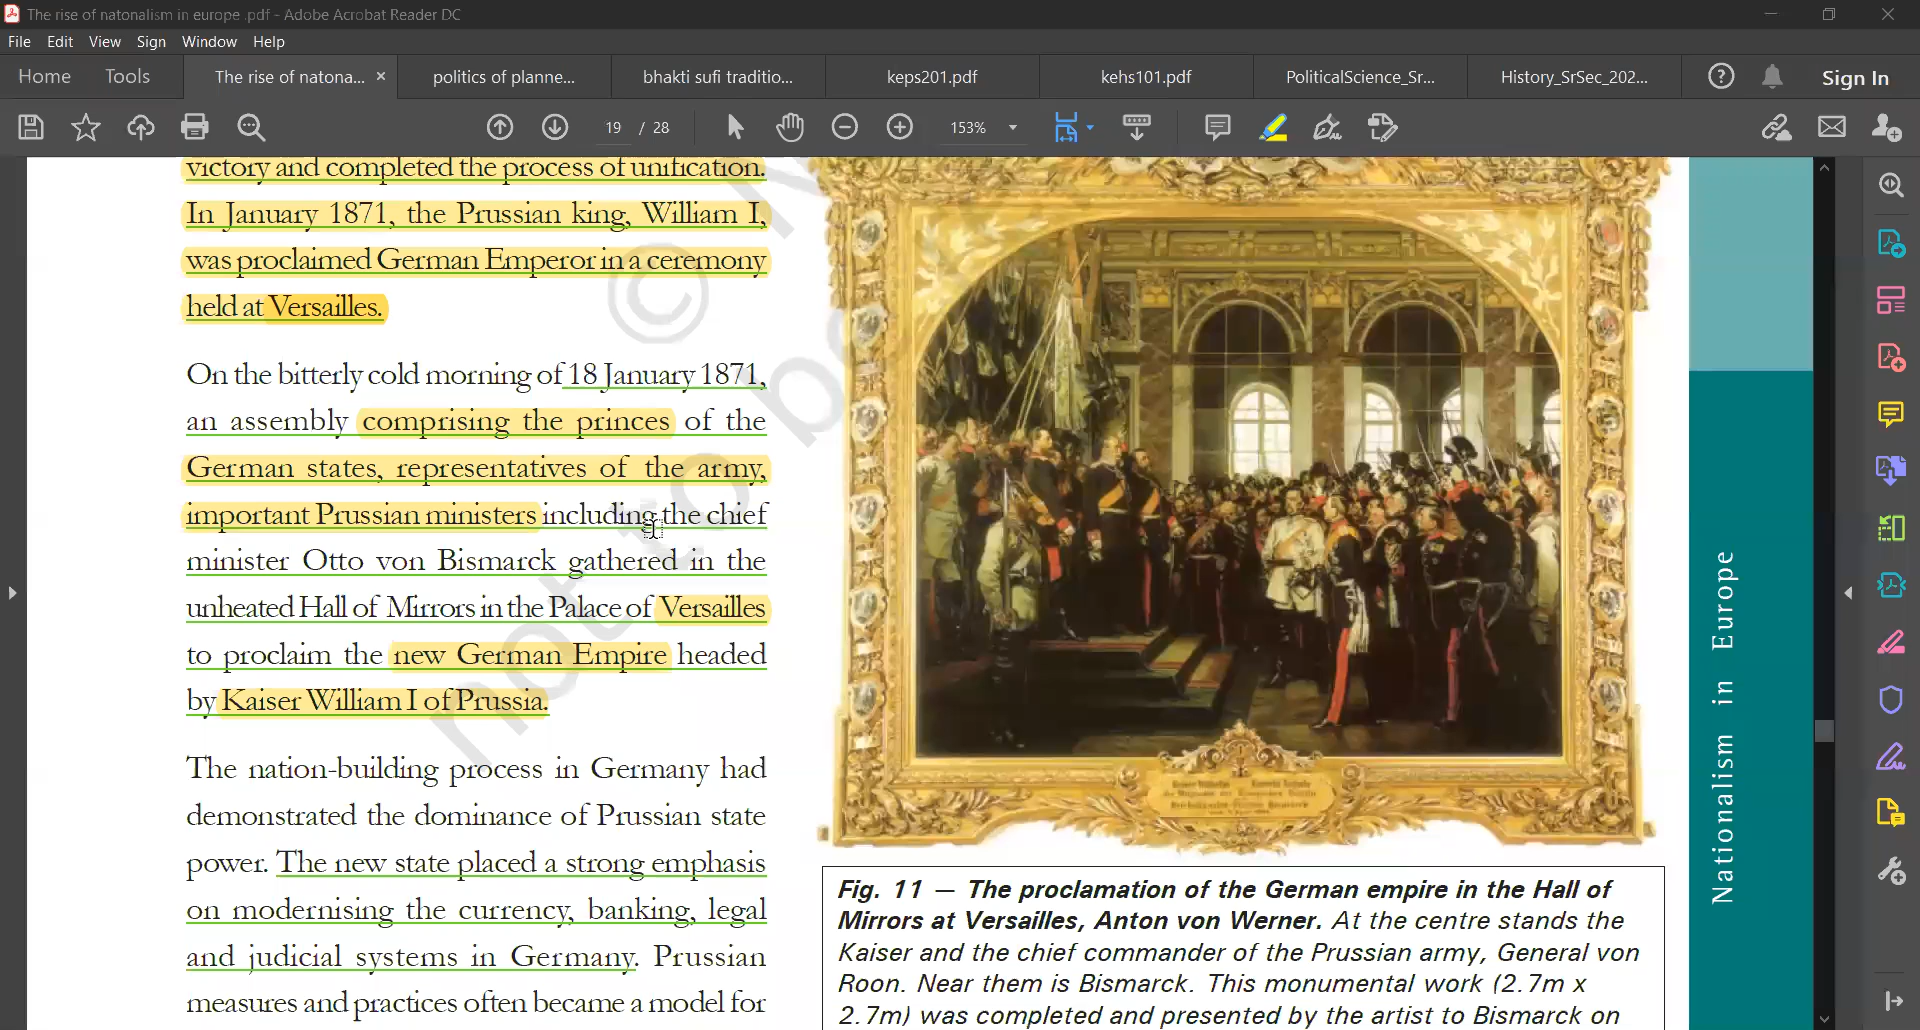 The rise of natonalism in europe .pdf - Adobe Acrobat Reader DC
File Edit View Sign Window Help
Home Tools The rise of natona... × politics of planne... bhakti sufi traditio... keps201.pdf kehs101.pdf PoliticalScience_Sr... History_SrSec_202... Sign In
19 / 28 153%
victory and completed the process of unification.
In January 1871, the Prussian king, William I,
was proclaimed German Emperor in a ceremony
held at Versailles.
On the bitterly cold morning of 18 January 1871,
an assembly comprising the princes of the
German states, representatives of the army,
important Prussian ministers including the chief
minister Otto von Bismarck gathered in the
unheated Hall of Mirrors in the Palace of Versailles
to proclaim the new German Empire headed
by Kaiser William I of Prussia.
The nation-building process in Germany had
demonstrated the dominance of Prussian state
power. The new state placed a strong emphasis
on modernising the currency, banking, legal
and judicial systems in Germany. Prussian
measures and practices often became a model for
Fig. 11 — The proclamation of the German empire in the Hall of
Mirrors at Versailles, Anton von Werner. At the centre stands the
Kaiser and the chief commander of the Prussian army, General von
Roon. Near them is Bismarck. This monumental work (2.7m x
2.7m) was completed and presented by the artist to Bismarck on
Nationalism in Europe
not to be